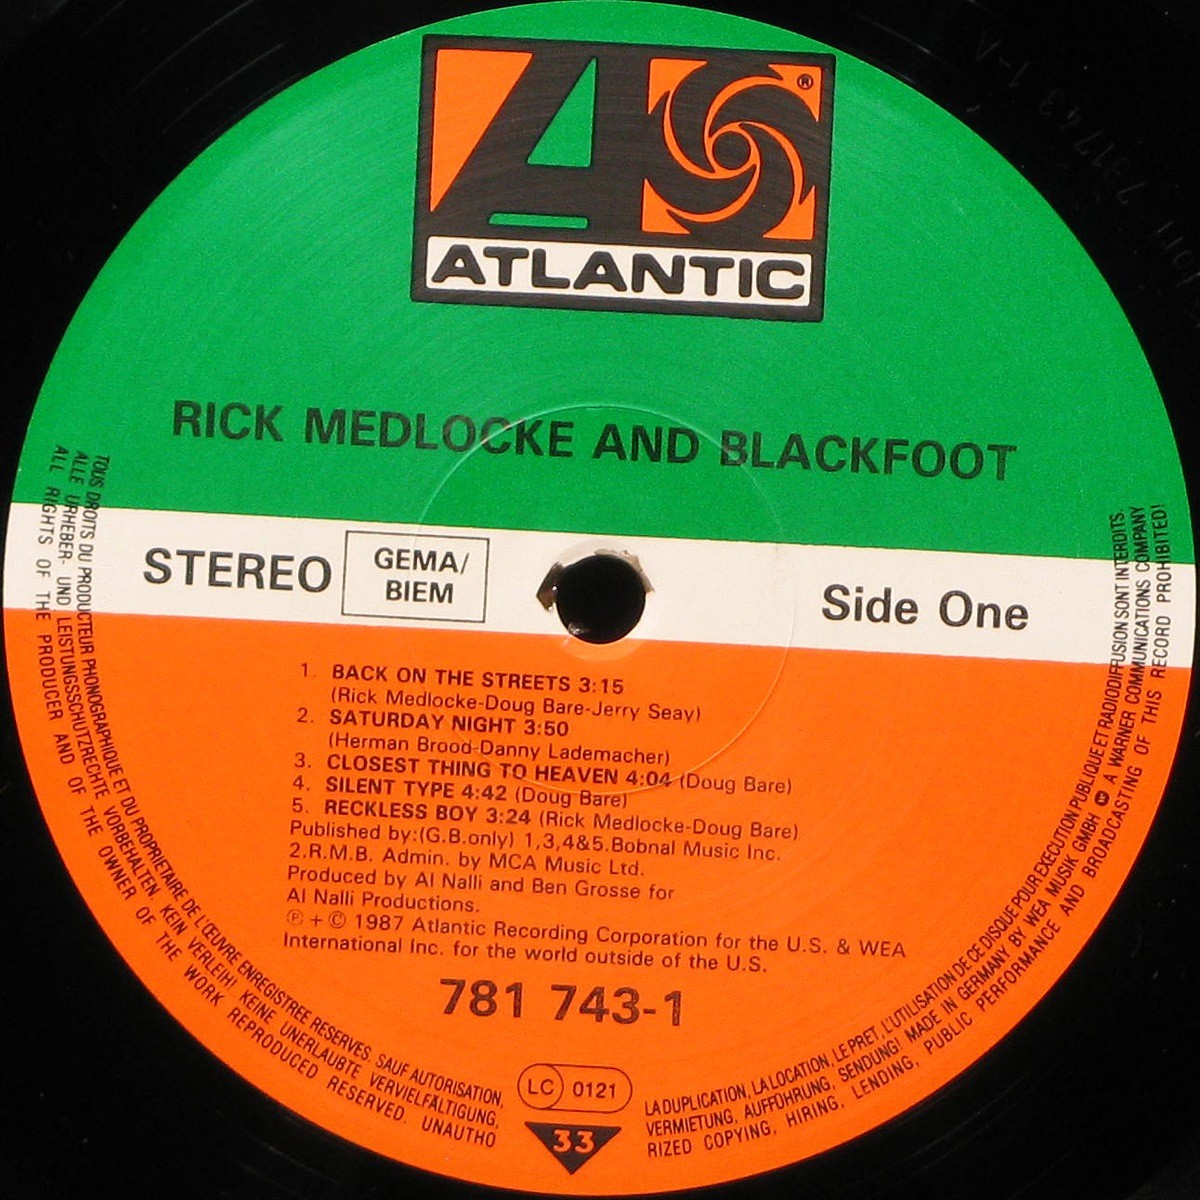 ®
ATLANTIC
RICK MEDLOCKE AND BLACKFOOT
STEREO
GEMA/
BIEM
Side One
1. BACK ON THE STREETS 3:15
(Rick Medlocke-Doug Bare-Jerry Seay)
2. SATURDAY NIGHT 3:50
(Herman Brood-Danny Lademacher)
3. CLOSEST THING TO HEAVEN 4:04 (Doug Bare)
4. SILENT TYPE 4:42 (Doug Bare)
5. RECKLESS BOY 3:24 (Rick Medlocke-Doug Bare)
Published by:(G.B.only) 1,3,4&5.Bobnal Music Inc.
2.R.M.B. Admin. by MCA Music Ltd.
Produced by Al Nalli and Ben Grosse for
Al Nalli Productions.
℗ + © 1987 Atlantic Recording Corporation for the U.S. & WEA
International Inc. for the world outside of the U.S.
781 743-1
LC 0121
33
TOUS DROITS DU PRODUCTEUR PHONOGRAPHIQUE ET DU PROPRIETAIRE DE L'ŒUVRE ENREGISTREE RESERVES. SAUF AUTORISATION, LA DUPLICATION, LA LOCATION, LE PRET, L'UTILISATION DE CE DISQUE POUR EXECUTION PUBLIQUE ET RADIODIFFUSION SONT INTERDITS.
ALLE URHEBER- UND LEISTUNGSSCHUTZRECHTE VORBEHALTEN. KEIN VERLEIH! KEINE UNERLAUBTE VERVIELFÄLTIGUNG, VERMIETUNG, AUFFÜHRUNG, SENDUNG! MADE IN GERMANY BY WEA MUSIK GMBH A WARNER COMMUNICATIONS COMPANY
ALL RIGHTS OF THE PRODUCER AND OF THE OWNER OF THE WORK REPRODUCED RESERVED. UNAUTHORIZED COPYING, HIRING, LENDING, PUBLIC PERFORMANCE AND BROADCASTING OF THIS RECORD PROHIBITED!